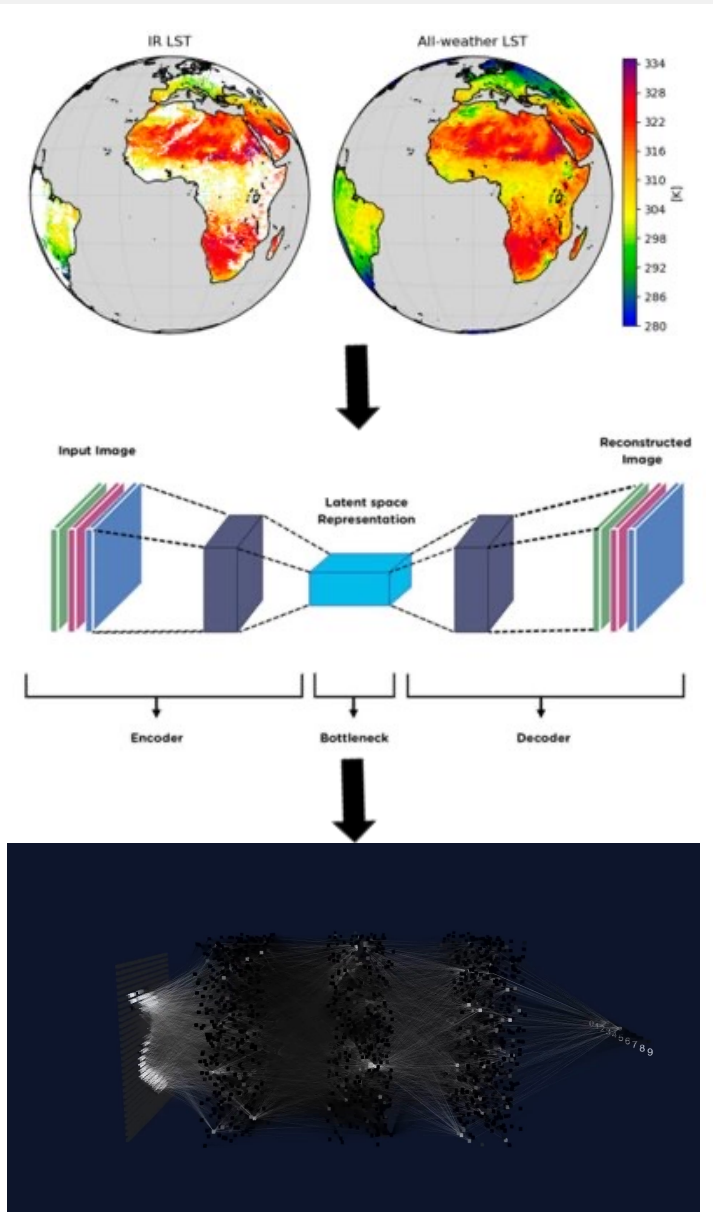 IR LST
All-weather LST
334
328
322
316
310
304
298
292
286
280
[K]
Input Image
Reconstructed
Image
Latent space
Representation
Encoder
Bottleneck
Decoder
6789